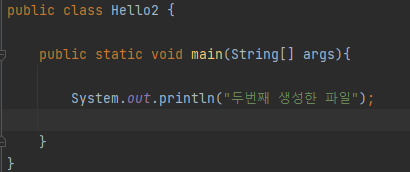 public class Hello2 {
public static void main(String[] args){
System.out.println("두번째 생성한 파일");
}
}